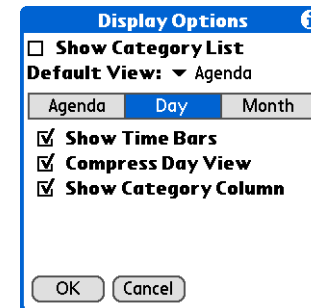 Display Options
Show Category List
Default View: Agenda
Agenda Day Month
Show Time Bars
Compress Day View
Show Category Column
OK Cancel